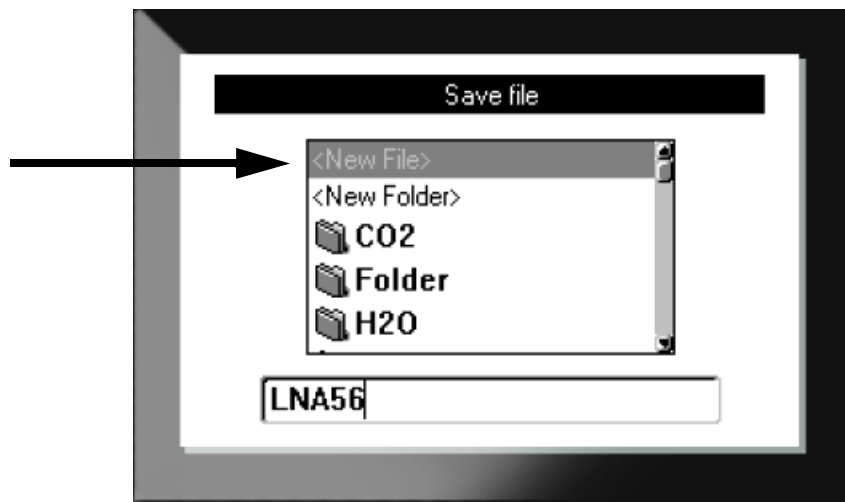 Save file
<New File>
<New Folder>
CO2
Folder
H2O
LNA56